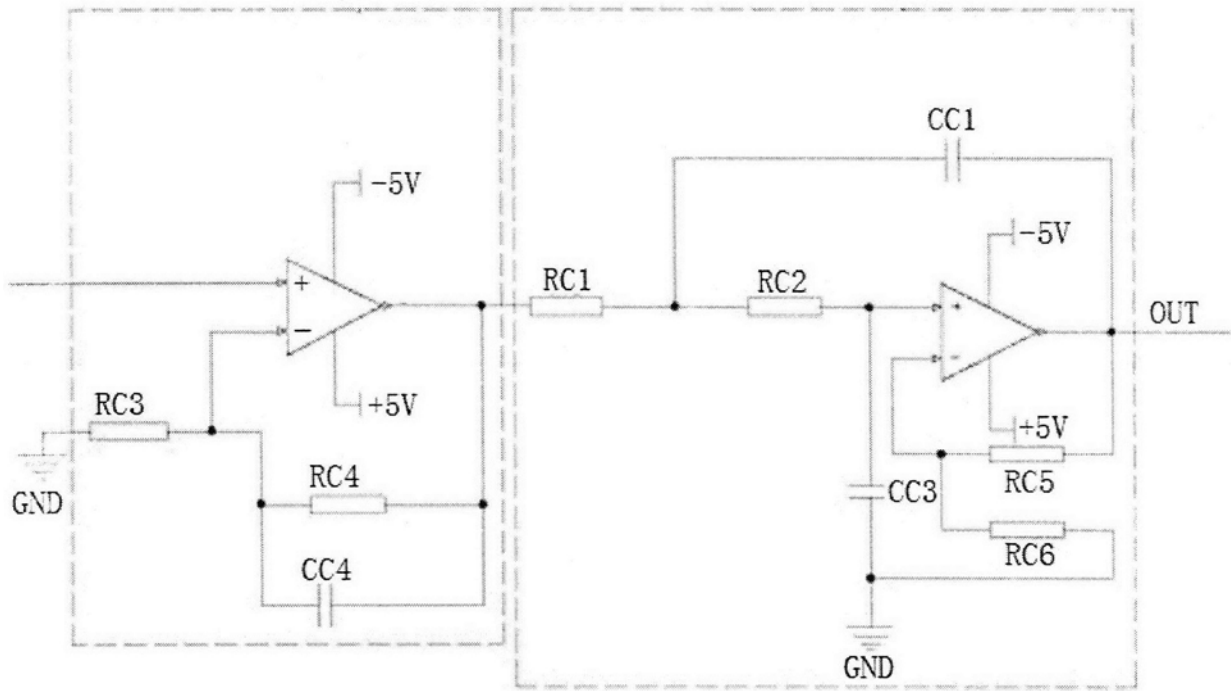 CC1
-5V
-5V
+
RC1
RC2
+
OUT
−
−
RC3
+5V
+5V
RC4
RC5
GND
CC3
CC4
RC6
GND